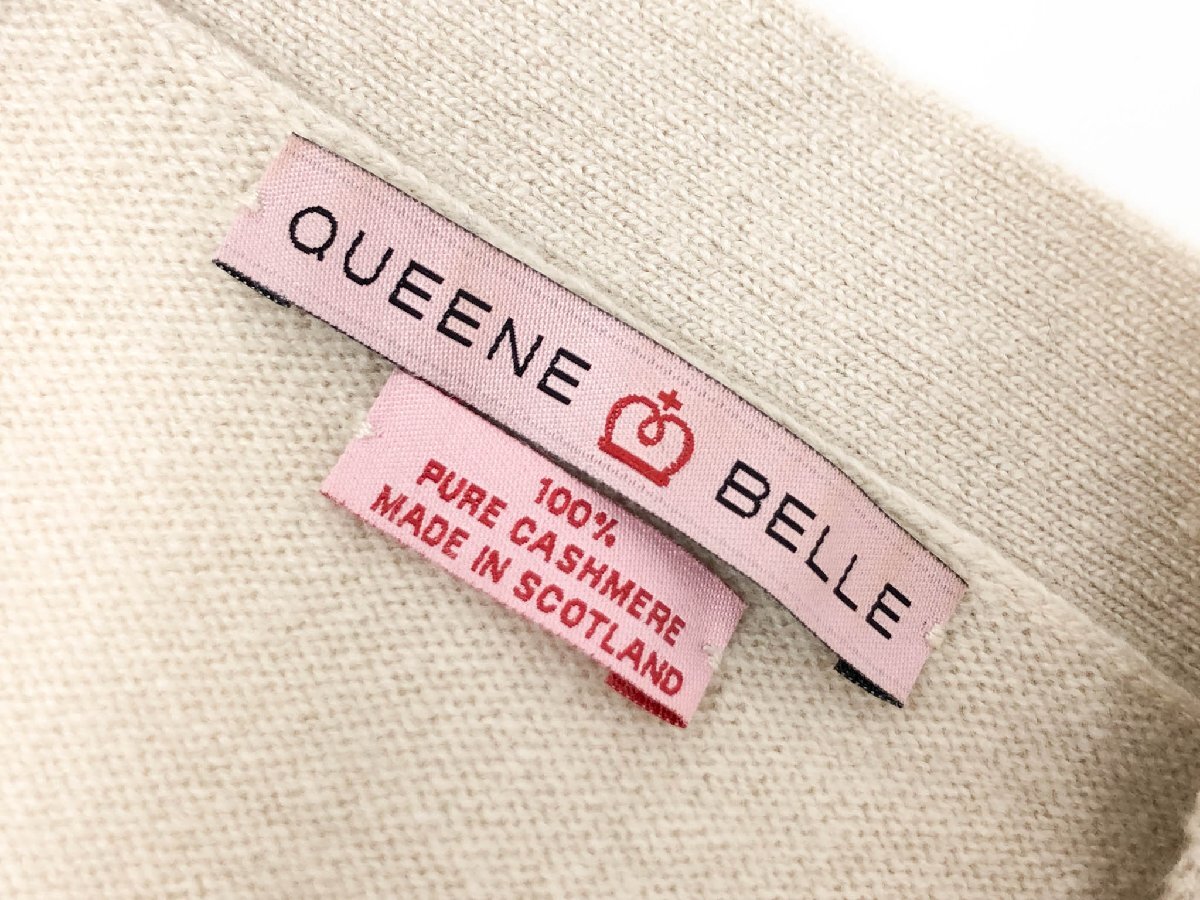 QUEENE BELLE
100%
PURE CASHMERE
MADE IN SCOTLAND